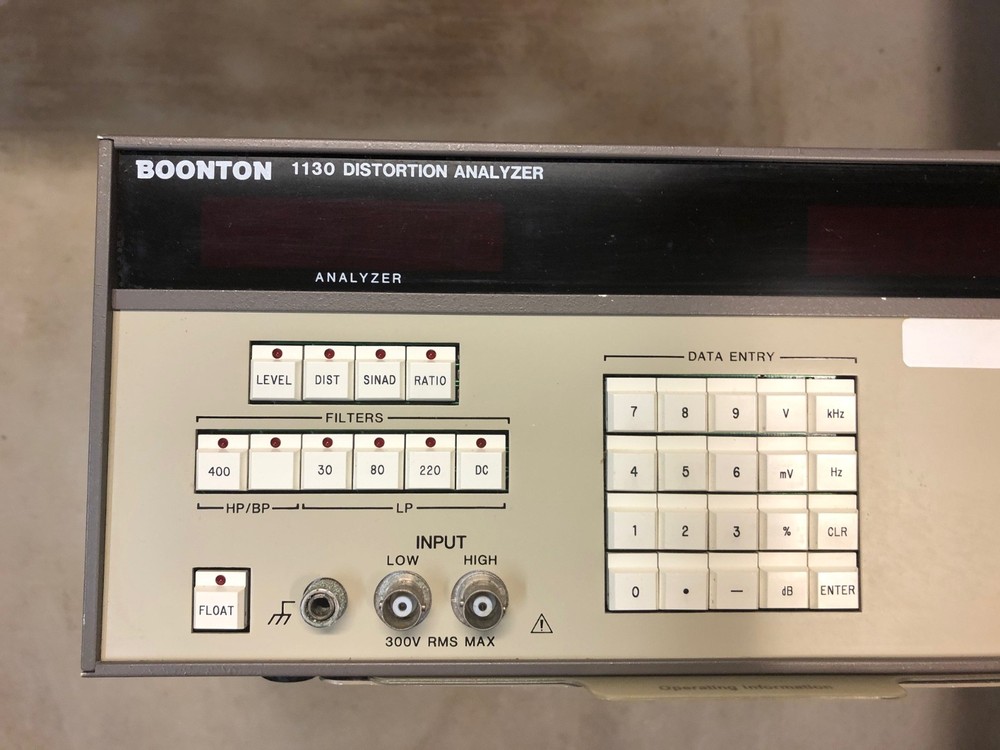 BOONTON 1130 DISTORTION ANALYZER
ANALYZER
LEVEL DIST SINAD RATIO
FILTERS
400 30 80 220 DC
HP/BP LP
INPUT
LOW HIGH
FLOAT
300V RMS MAX
DATA ENTRY
7 8 9 V kHz
4 5 6 mV Hz
1 2 3 % CLR
0 • — dB ENTER
Operating Information